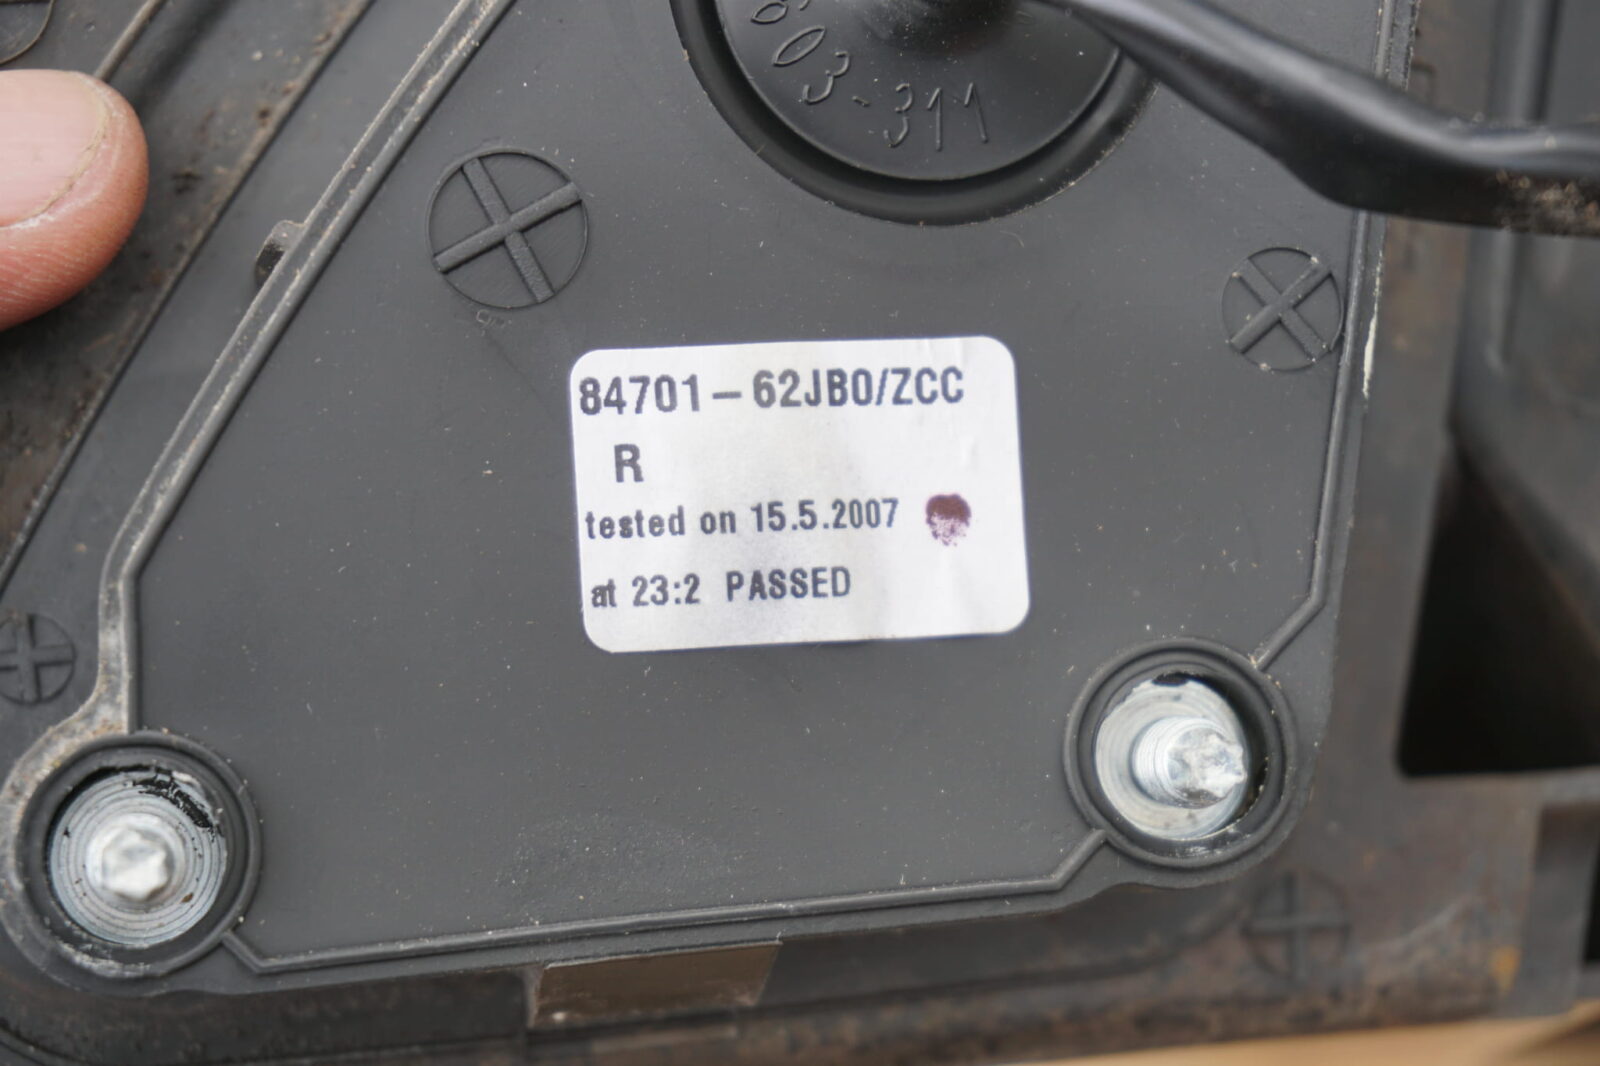 603-311
84701-62JB0/ZCC
R
tested on 15.5.2007
at 23:2 PASSED